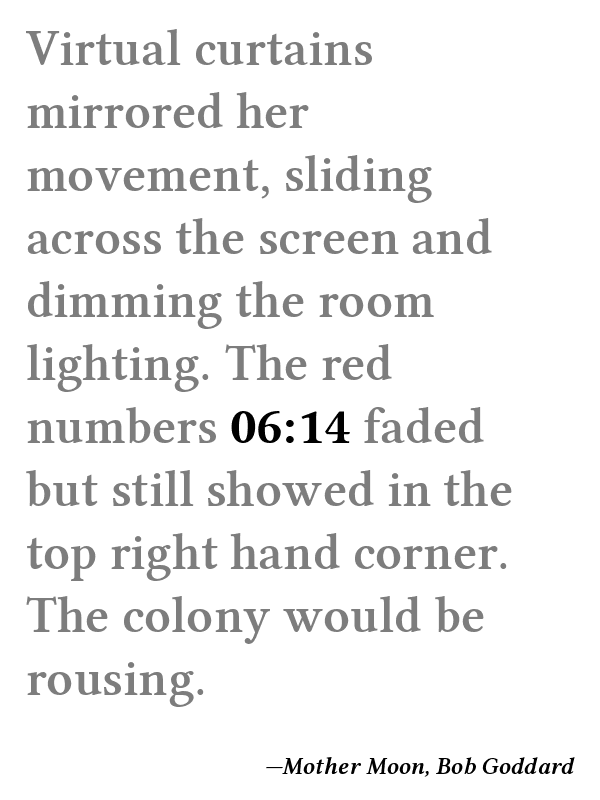 Virtual curtains
mirrored her
movement, sliding
across the screen and
dimming the room
lighting. The red
numbers 06:14 faded
but still showed in the
top right hand corner.
The colony would be
rousing.
—Mother Moon, Bob Goddard